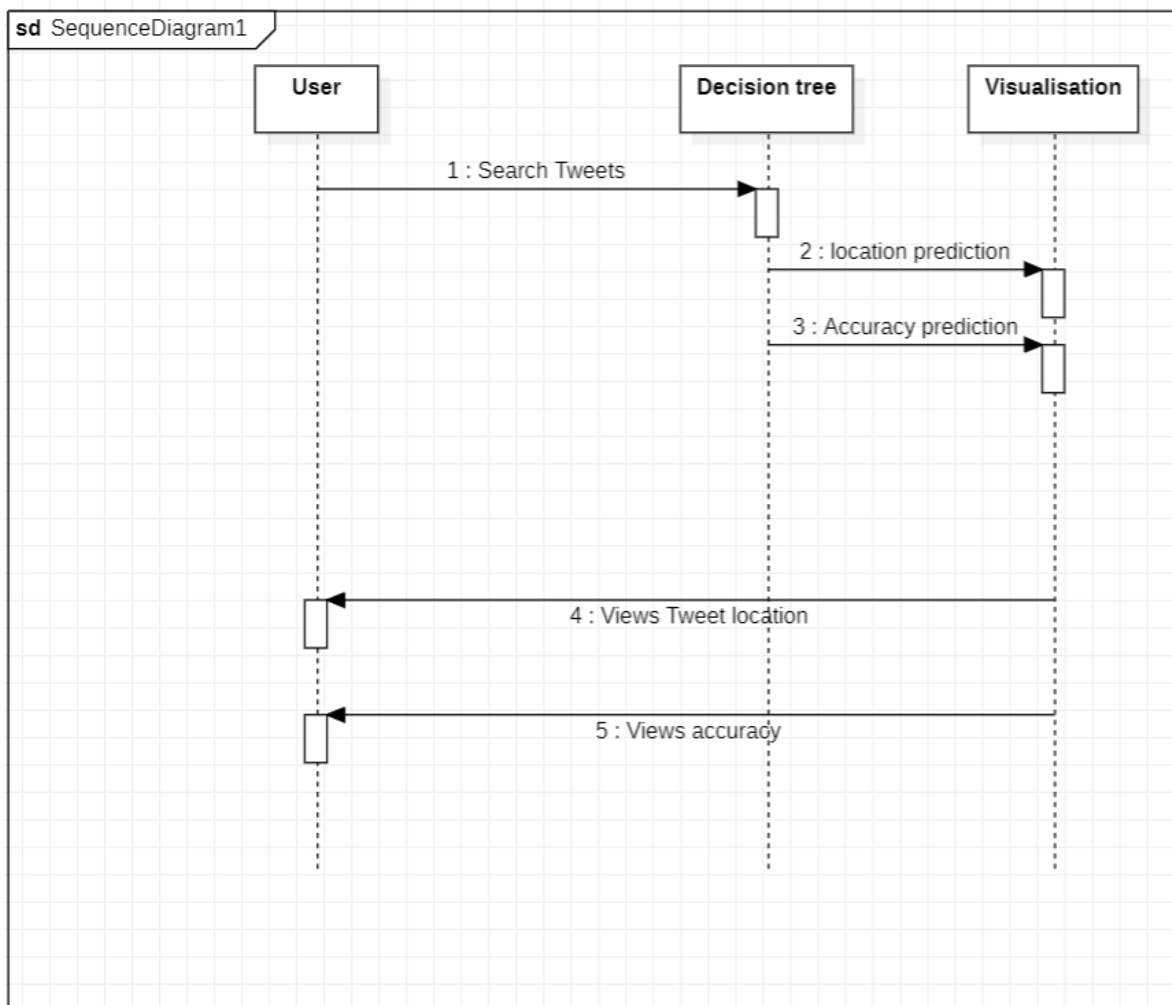 sd SequenceDiagram1
User
Decision tree
Visualisation
1 : Search Tweets
2 : location prediction
3 : Accuracy prediction
4 : Views Tweet location
5 : Views accuracy